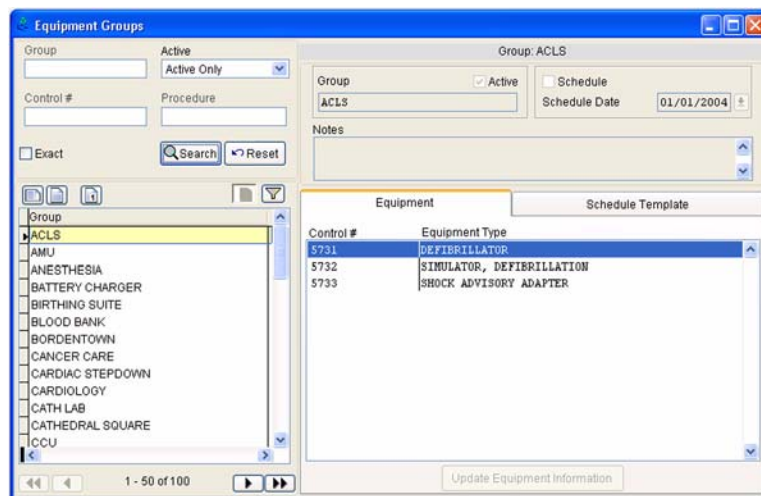 Equipment Groups
Group
Active
Active Only
Control #
Procedure
Exact
Search
Reset
Group
ACLS
AMU
ANESTHESIA
BATTERY CHARGER
BIRTHING SUITE
BLOOD BANK
BORDENTOWN
CANCER CARE
CARDIAC STEPDOWN
CARDIOLOGY
CATH LAB
CATHEDRAL SQUARE
CCU
1 - 50 of 100
Group: ACLS
Group
Active
ACLS
Schedule
Schedule Date
01/01/2004
Notes
Equipment
Schedule Template
Control #
Equipment Type
5731 DEFIBRILLATOR
5732 SIMULATOR, DEFIBRILLATION
5733 SHOCK ADVISORY ADAPTER
Update Equipment Information